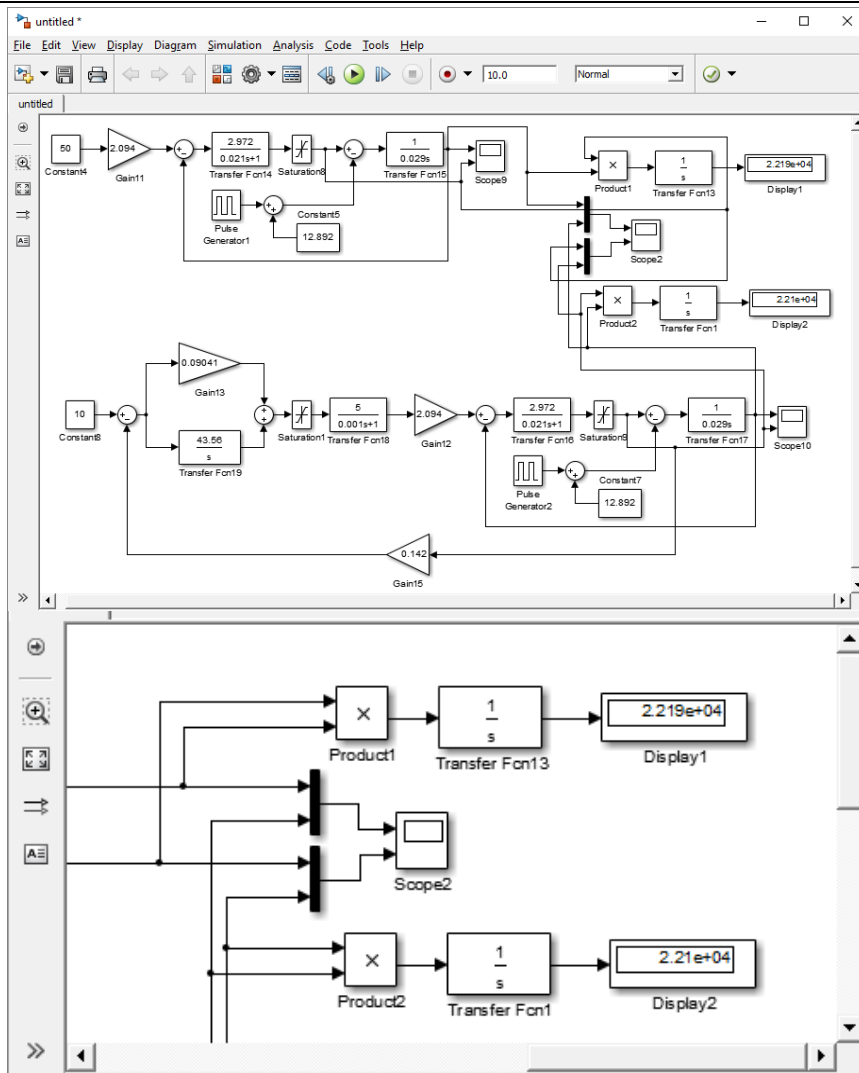 untitled *
File Edit View Display Diagram Simulation Analysis Code Tools Help
10.0 Normal
untitled
50
Constant4
2.094
Gain11
2.972
0.021s+1
Transfer Fcn14
Saturation8
1
0.029s
Transfer Fcn15
Scope9
Pulse
Generator1
Constant5
12.892
×
Product1
1
s
Transfer Fcn13
2.219e+04
Display1
Scope2
×
Product2
1
s
Transfer Fcn1
2.21e+04
Display2
10
Constant8
0.09041
Gain13
43.56
s
Transfer Fcn19
Saturation1
5
0.001s+1
Transfer Fcn18
2.094
Gain12
2.972
0.021s+1
Transfer Fcn16
Saturation9
1
0.029s
Transfer Fcn17
Scope10
Pulse
Generator2
Constant7
12.892
0.142
Gain15
×
Product1
1
s
Transfer Fcn13
2.219e+04
Display1
Scope2
×
Product2
1
s
Transfer Fcn1
2.21e+04
Display2